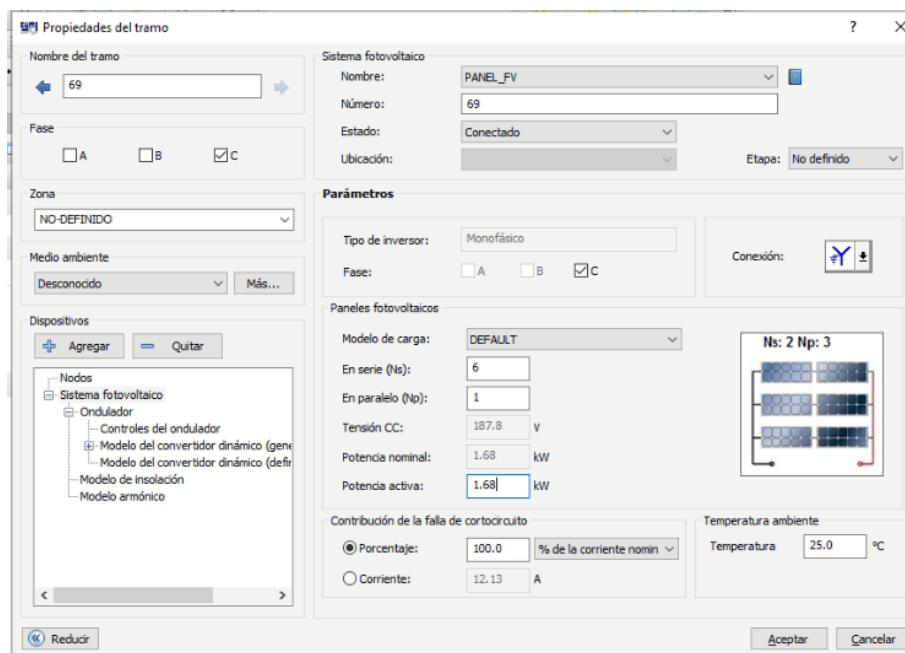 Propiedades del tramo
Nombre del tramo
69
Fase
A B C
Zona
NO-DEFINIDO
Medio ambiente
Desconocido Más...
Dispositivos
Agregar Quitar
Nodos
Sistema fotovoltaico
Ondulador
Controles del ondulador
Modelo del convertidor dinámico (gene
Modelo del convertidor dinámico (defir
Modelo de insolación
Modelo armónico
Reducir
Sistema fotovoltaico
Nombre: PANEL_FV
Número: 69
Estado: Conectado
Ubicación: Etapa: No definido
Parámetros
Tipo de inversor: Monofásico
Fase: A B C
Conexión:
Paneles fotovoltaicos
Modelo de carga: DEFAULT
En serie (Ns): 6
En paralelo (Np): 1
Tensión CC: 187.8 V
Potencia nominal: 1.68 kW
Potencia activa: 1.68 kW
Ns: 2 Np: 3
Contribución de la falla de cortocircuito
Porcentaje: 100.0 % de la corriente nomin
Corriente: 12.13 A
Temperatura ambiente
Temperatura 25.0 ºC
Aceptar Cancelar